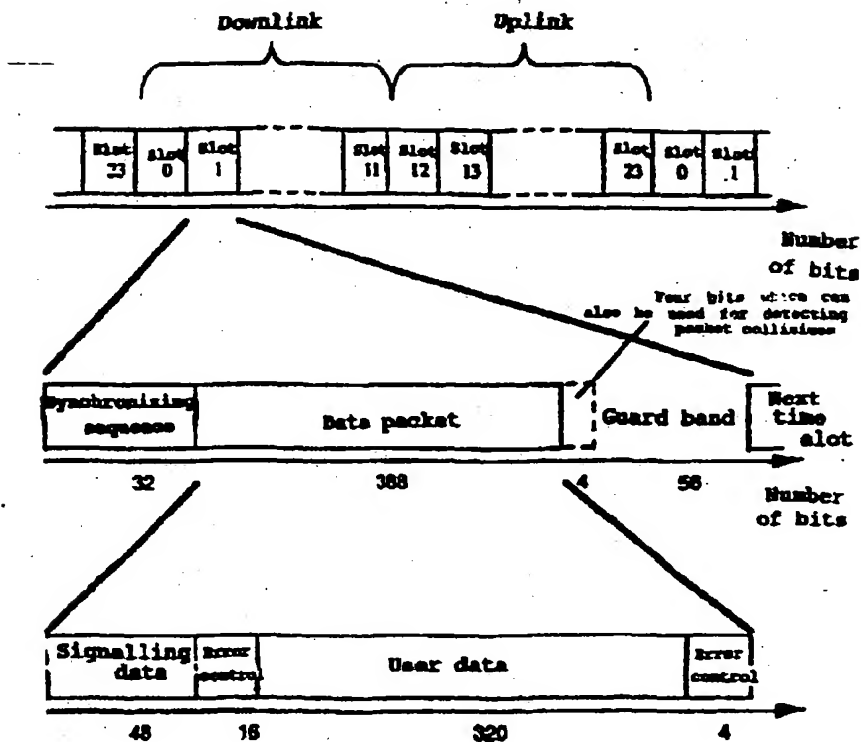 Downlink Uplink
Slot 23 Slot 0 Slot 1 Slot 11 Slot 12 Slot 13 Slot 23 Slot 0 Slot .1
Number
of bits
Four bits which can
also be used for detecting
packet collisions
Synchronizing
sequence
Data packet
Guard band
Next
time
slot
32 388 4 56
Number
of bits
Signalling
data
Error
control
User data
Error
control
48 16 320 4